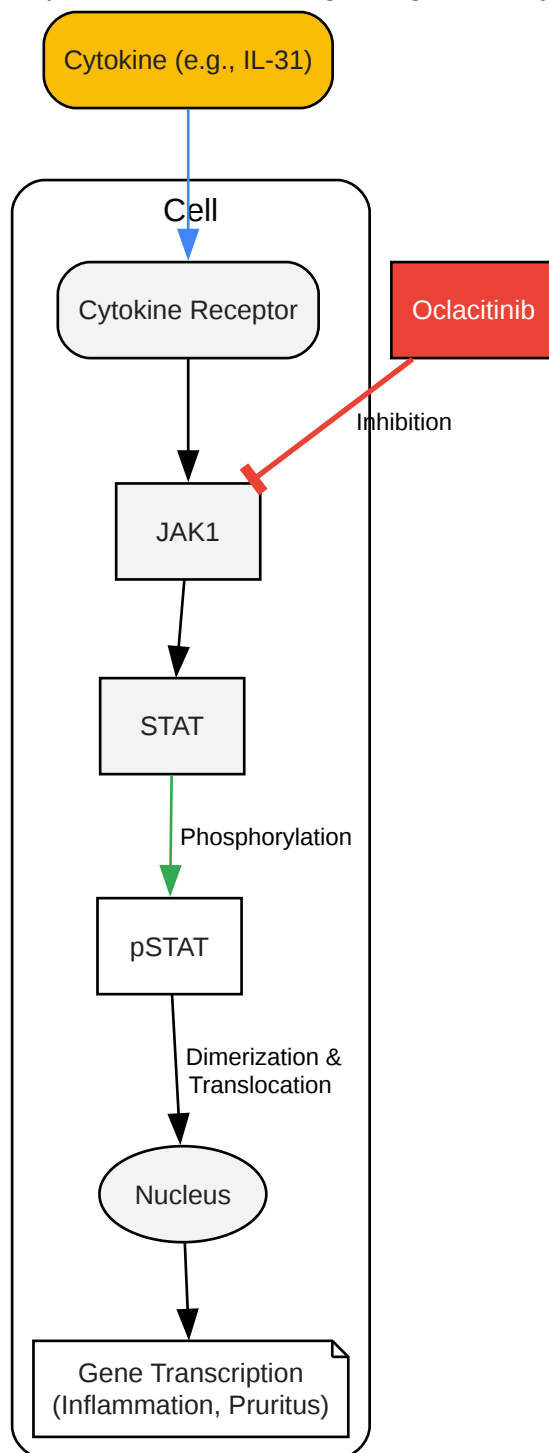 Cytokine (e.g., IL-31)
Cell
Cytokine Receptor
Oclacitinib
Inhibition
JAK1
STAT
Phosphorylation
pSTAT
Dimerization &
Translocation
Nucleus
Gene Transcription
(Inflammation, Pruritus)